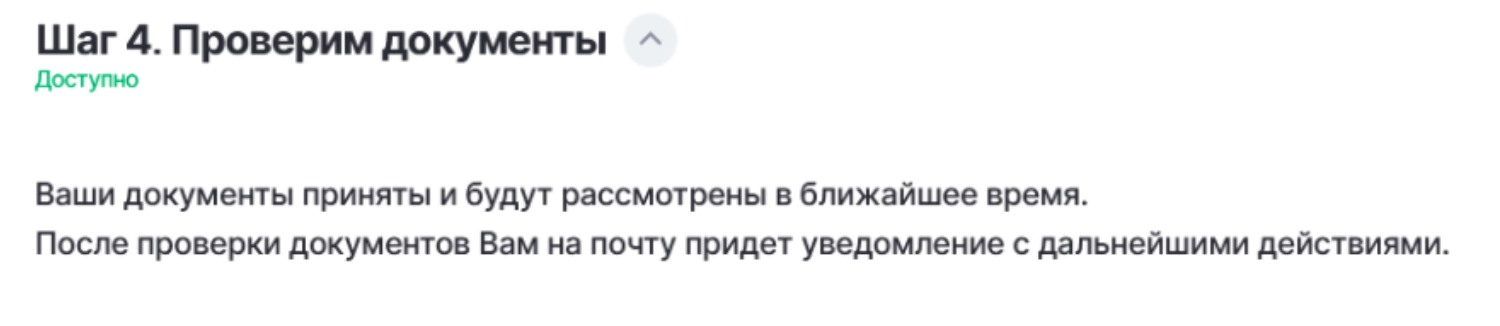 Шаг 4. Проверим документы
Доступно
Ваши документы приняты и будут рассмотрены в ближайшее время.
После проверки документов Вам на почту придет уведомление с дальнейшими действиями.